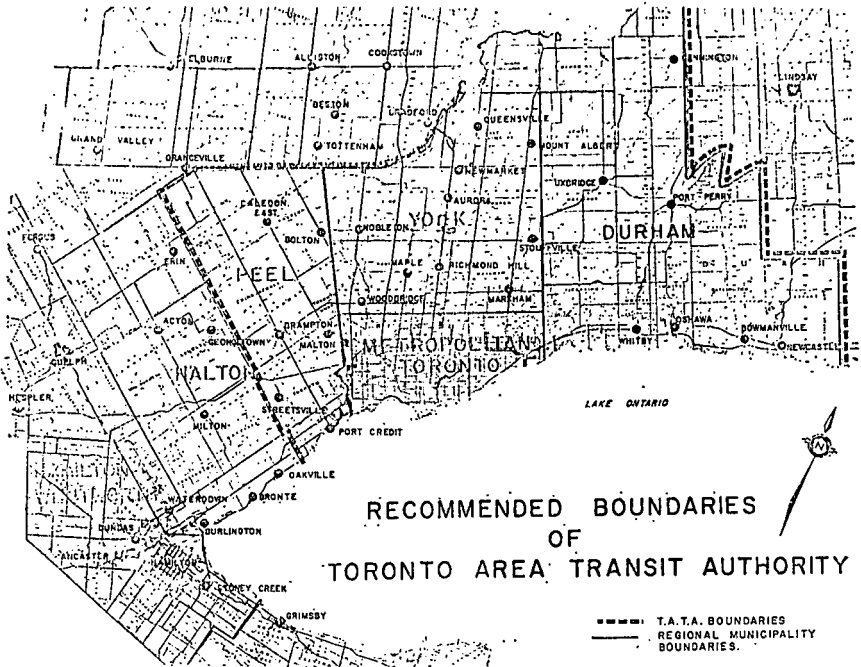 ALLISTON
COOKSTOWN
LINDSAY
BEETON
BRADFORD
QUEENSVILLE
GRAND VALLEY
TOTTENHAM
MOUNT ALBERT
ORANGEVILLE
NEWMARKET
UXBRIDGE
CALEDON EAST
AURORA
PORT PERRY
NOBLETON
YORK
FERGUS
BOLTON
DURHAM
STOUFFVILLE
ERIN
PEEL
MAPLE
RICHMOND HILL
WOODBRIDGE
MARKHAM
ACTON
GEORGETOWN
BRAMPTON
MALTON
METROPOLITAN
TORONTO
WHITBY
OSHAWA
BOWMANVILLE
NEWCASTLE
GUELPH
HALTON
HESPLER
STREETSVILLE
LAKE ONTARIO
MILTON
PORT CREDIT
N
OAKVILLE
BRONTE
WATERDOWN
BURLINGTON
DUNDAS
ANCASTER
HAMILTON
STONEY CREEK
GRIMSBY
RECOMMENDED BOUNDARIES
OF
TORONTO AREA TRANSIT AUTHORITY
T.A.T.A. BOUNDARIES
REGIONAL MUNICIPALITY
BOUNDARIES.